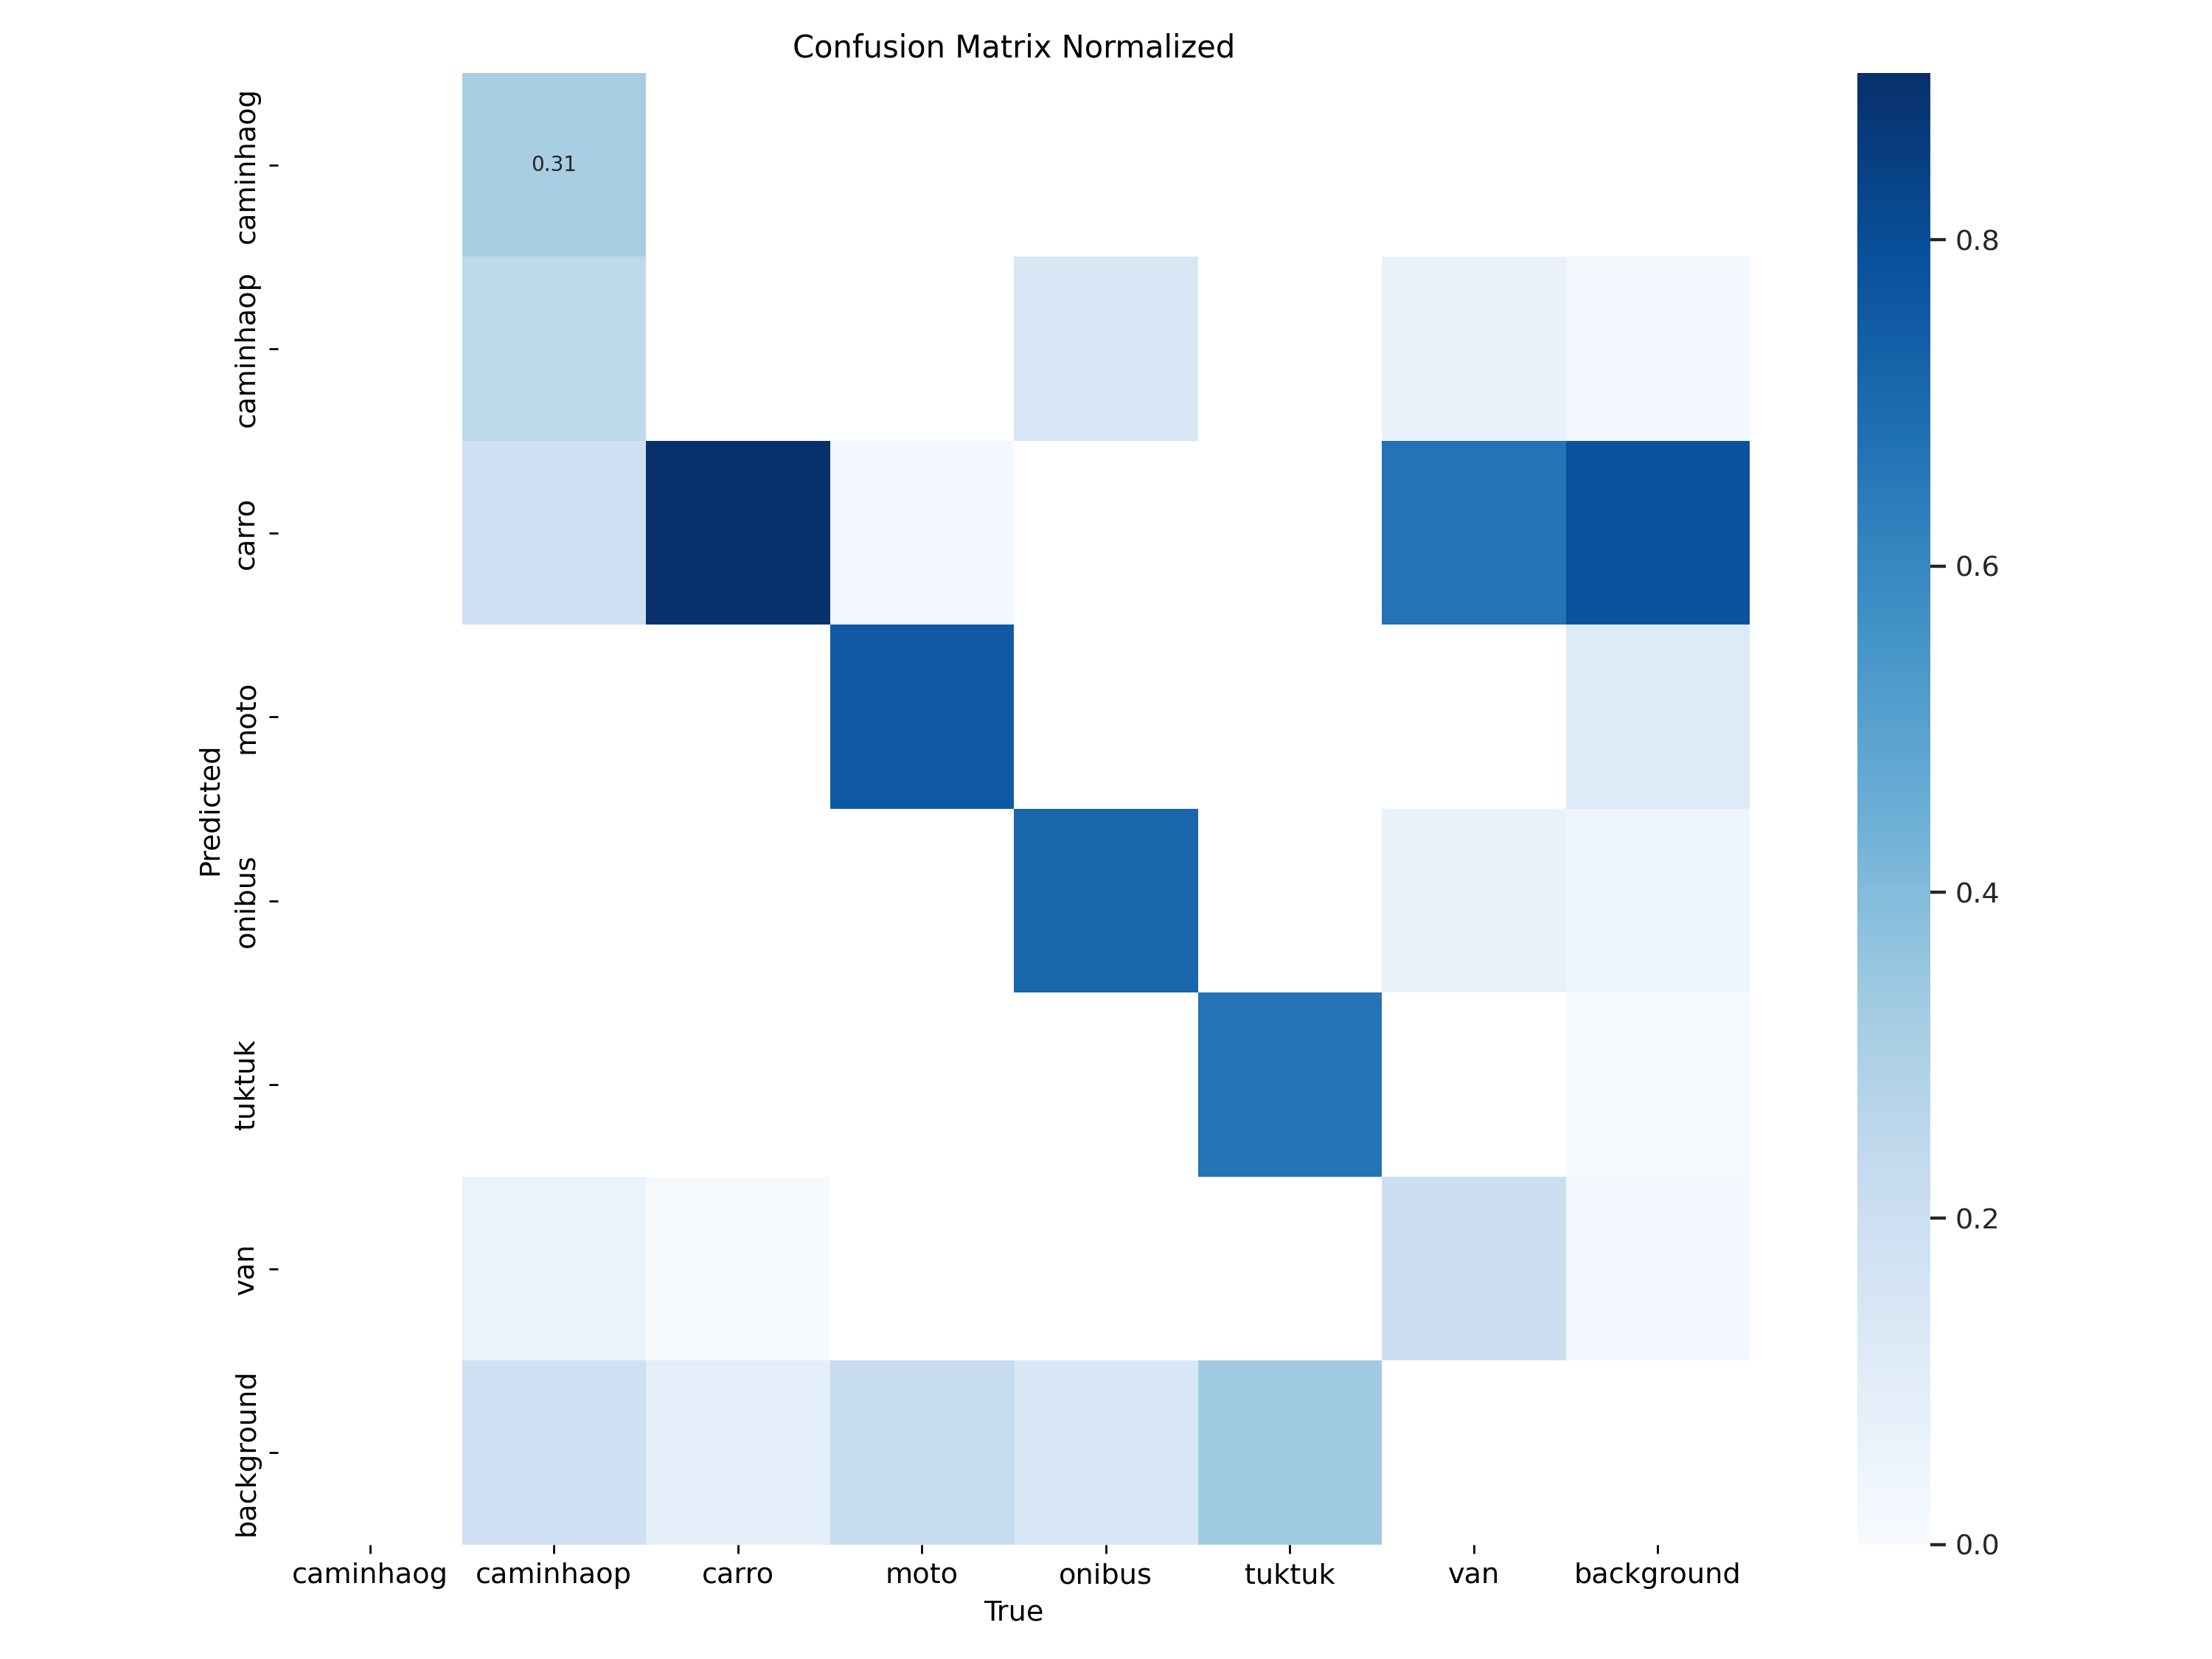 Confusion Matrix Normalized
Predicted
caminhaog
caminhaop
carro
moto
onibus
tuktuk
van
background
0.31
caminhaog caminhaop carro moto onibus tuktuk van background
True
0.8
0.6
0.4
0.2
0.0